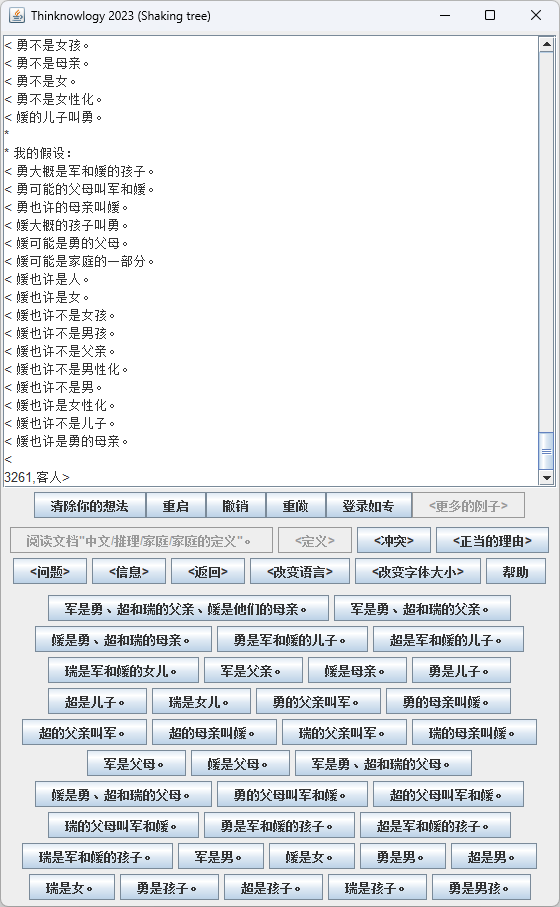 Thinknowlogy 2023 (Shaking tree)
< 勇不是女孩。
< 勇不是母亲。
< 勇不是女。
< 勇不是女性化。
< 媛的儿子叫勇。
*
* 我的假设：
< 勇大概是军和媛的孩子。
< 勇可能的父母叫军和媛。
< 勇也许的母亲叫媛。
< 媛大概的孩子叫勇。
< 媛可能是勇的父母。
< 媛可能是家庭的一部分。
< 媛也许是人。
< 媛也许是女。
< 媛也许不是女孩。
< 媛也许不是男孩。
< 媛也许不是父亲。
< 媛也许不是男性化。
< 媛也许不是男。
< 媛也许是女性化。
< 媛也许不是儿子。
< 媛也许是勇的母亲。
<
3261,客人>
清除你的想法 重启 撤销 重做 登录如专 <更多的例子>
阅读文档"中文/推理/家庭/家庭的定义"。 <定义> <冲突> <正当的理由>
<问题> <信息> <返回> <改变语言> <改变字体大小> 帮助
军是勇、超和瑞的父亲、媛是他们的母亲。 军是勇、超和瑞的父亲。
媛是勇、超和瑞的母亲。 勇是军和媛的儿子。 超是军和媛的儿子。
瑞是军和媛的女儿。 军是父亲。 媛是母亲。 勇是儿子。
超是儿子。 瑞是女儿。 勇的父亲叫军。 勇的母亲叫媛。
超的父亲叫军。 超的母亲叫媛。 瑞的父亲叫军。 瑞的母亲叫媛。
军是父母。 媛是父母。 军是勇、超和瑞的父母。
媛是勇、超和瑞的父母。 勇的父母叫军和媛。 超的父母叫军和媛。
瑞的父母叫军和媛。 勇是军和媛的孩子。 超是军和媛的孩子。
瑞是军和媛的孩子。 军是男。 媛是女。 勇是男。 超是男。
瑞是女。 勇是孩子。 超是孩子。 瑞是孩子。 勇是男孩。